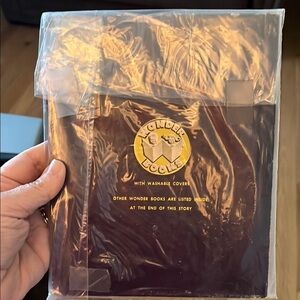 WONDER
BOOKS
WITH WASHABLE COVERS
OTHER WONDER BOOKS ARE LISTED INSIDE
AT THE END OF THIS STORY